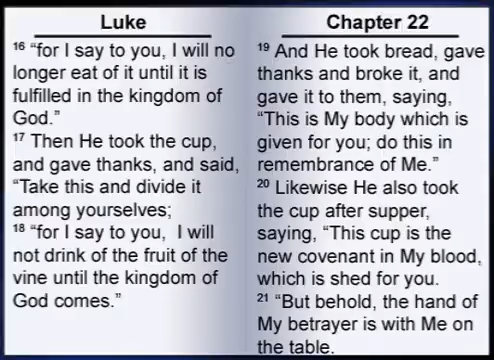 Luke
¹⁶ “for I say to you, I will no
longer eat of it until it is
fulfilled in the kingdom of
God.”
¹⁷ Then He took the cup,
and gave thanks, and said,
“Take this and divide it
among yourselves;
¹⁸ “for I say to you,  I will
not drink of the fruit of the
vine until the kingdom of
God comes.”
Chapter 22
¹⁹ And He took bread, gave
thanks and broke it, and
gave it to them, saying,
“This is My body which is
given for you; do this in
remembrance of Me.”
²⁰ Likewise He also took
the cup after supper,
saying, “This cup is the
new covenant in My blood,
which is shed for you.
²¹ “But behold, the hand of
My betrayer is with Me on
the table.